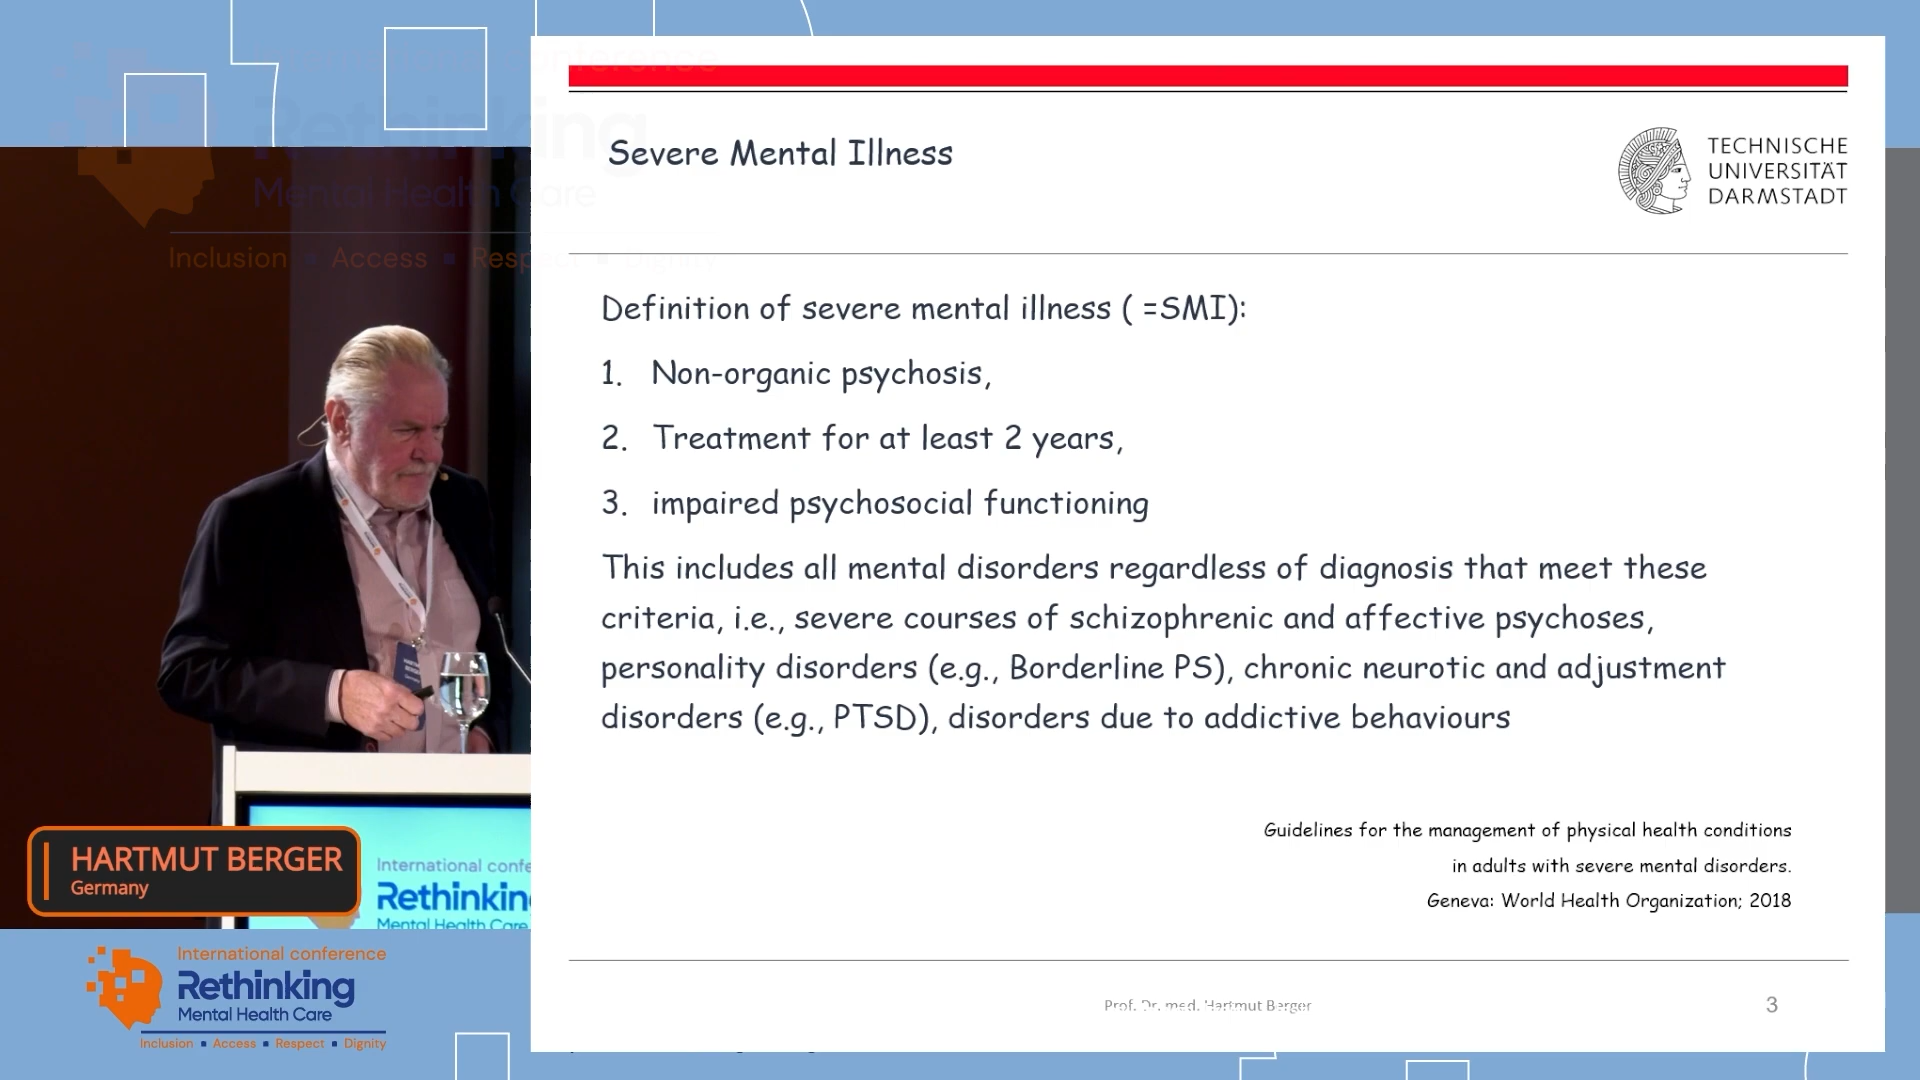 Severe Mental Illness
TECHNISCHE
UNIVERSITÄT
DARMSTADT
Definition of severe mental illness ( =SMI):
1. Non-organic psychosis,
2. Treatment for at least 2 years,
3. impaired psychosocial functioning
This includes all mental disorders regardless of diagnosis that meet these
criteria, i.e., severe courses of schizophrenic and affective psychoses,
personality disorders (e.g., Borderline PS), chronic neurotic and adjustment
disorders (e.g., PTSD), disorders due to addictive behaviours
Guidelines for the management of physical health conditions
in adults with severe mental disorders.
Geneva: World Health Organization; 2018
Prof. Dr. med. Hartmut Berger
3
Rethinking
Mental Health Care
Inclusion ▪ Access ▪ Respect ▪ Dignity
HARTMUT BERGER
Germany
International confe
Rethinkin
Mental Health Care
International conference
Rethinking
Mental Health Care
Inclusion ▪ Access ▪ Respect ▪ Dignity